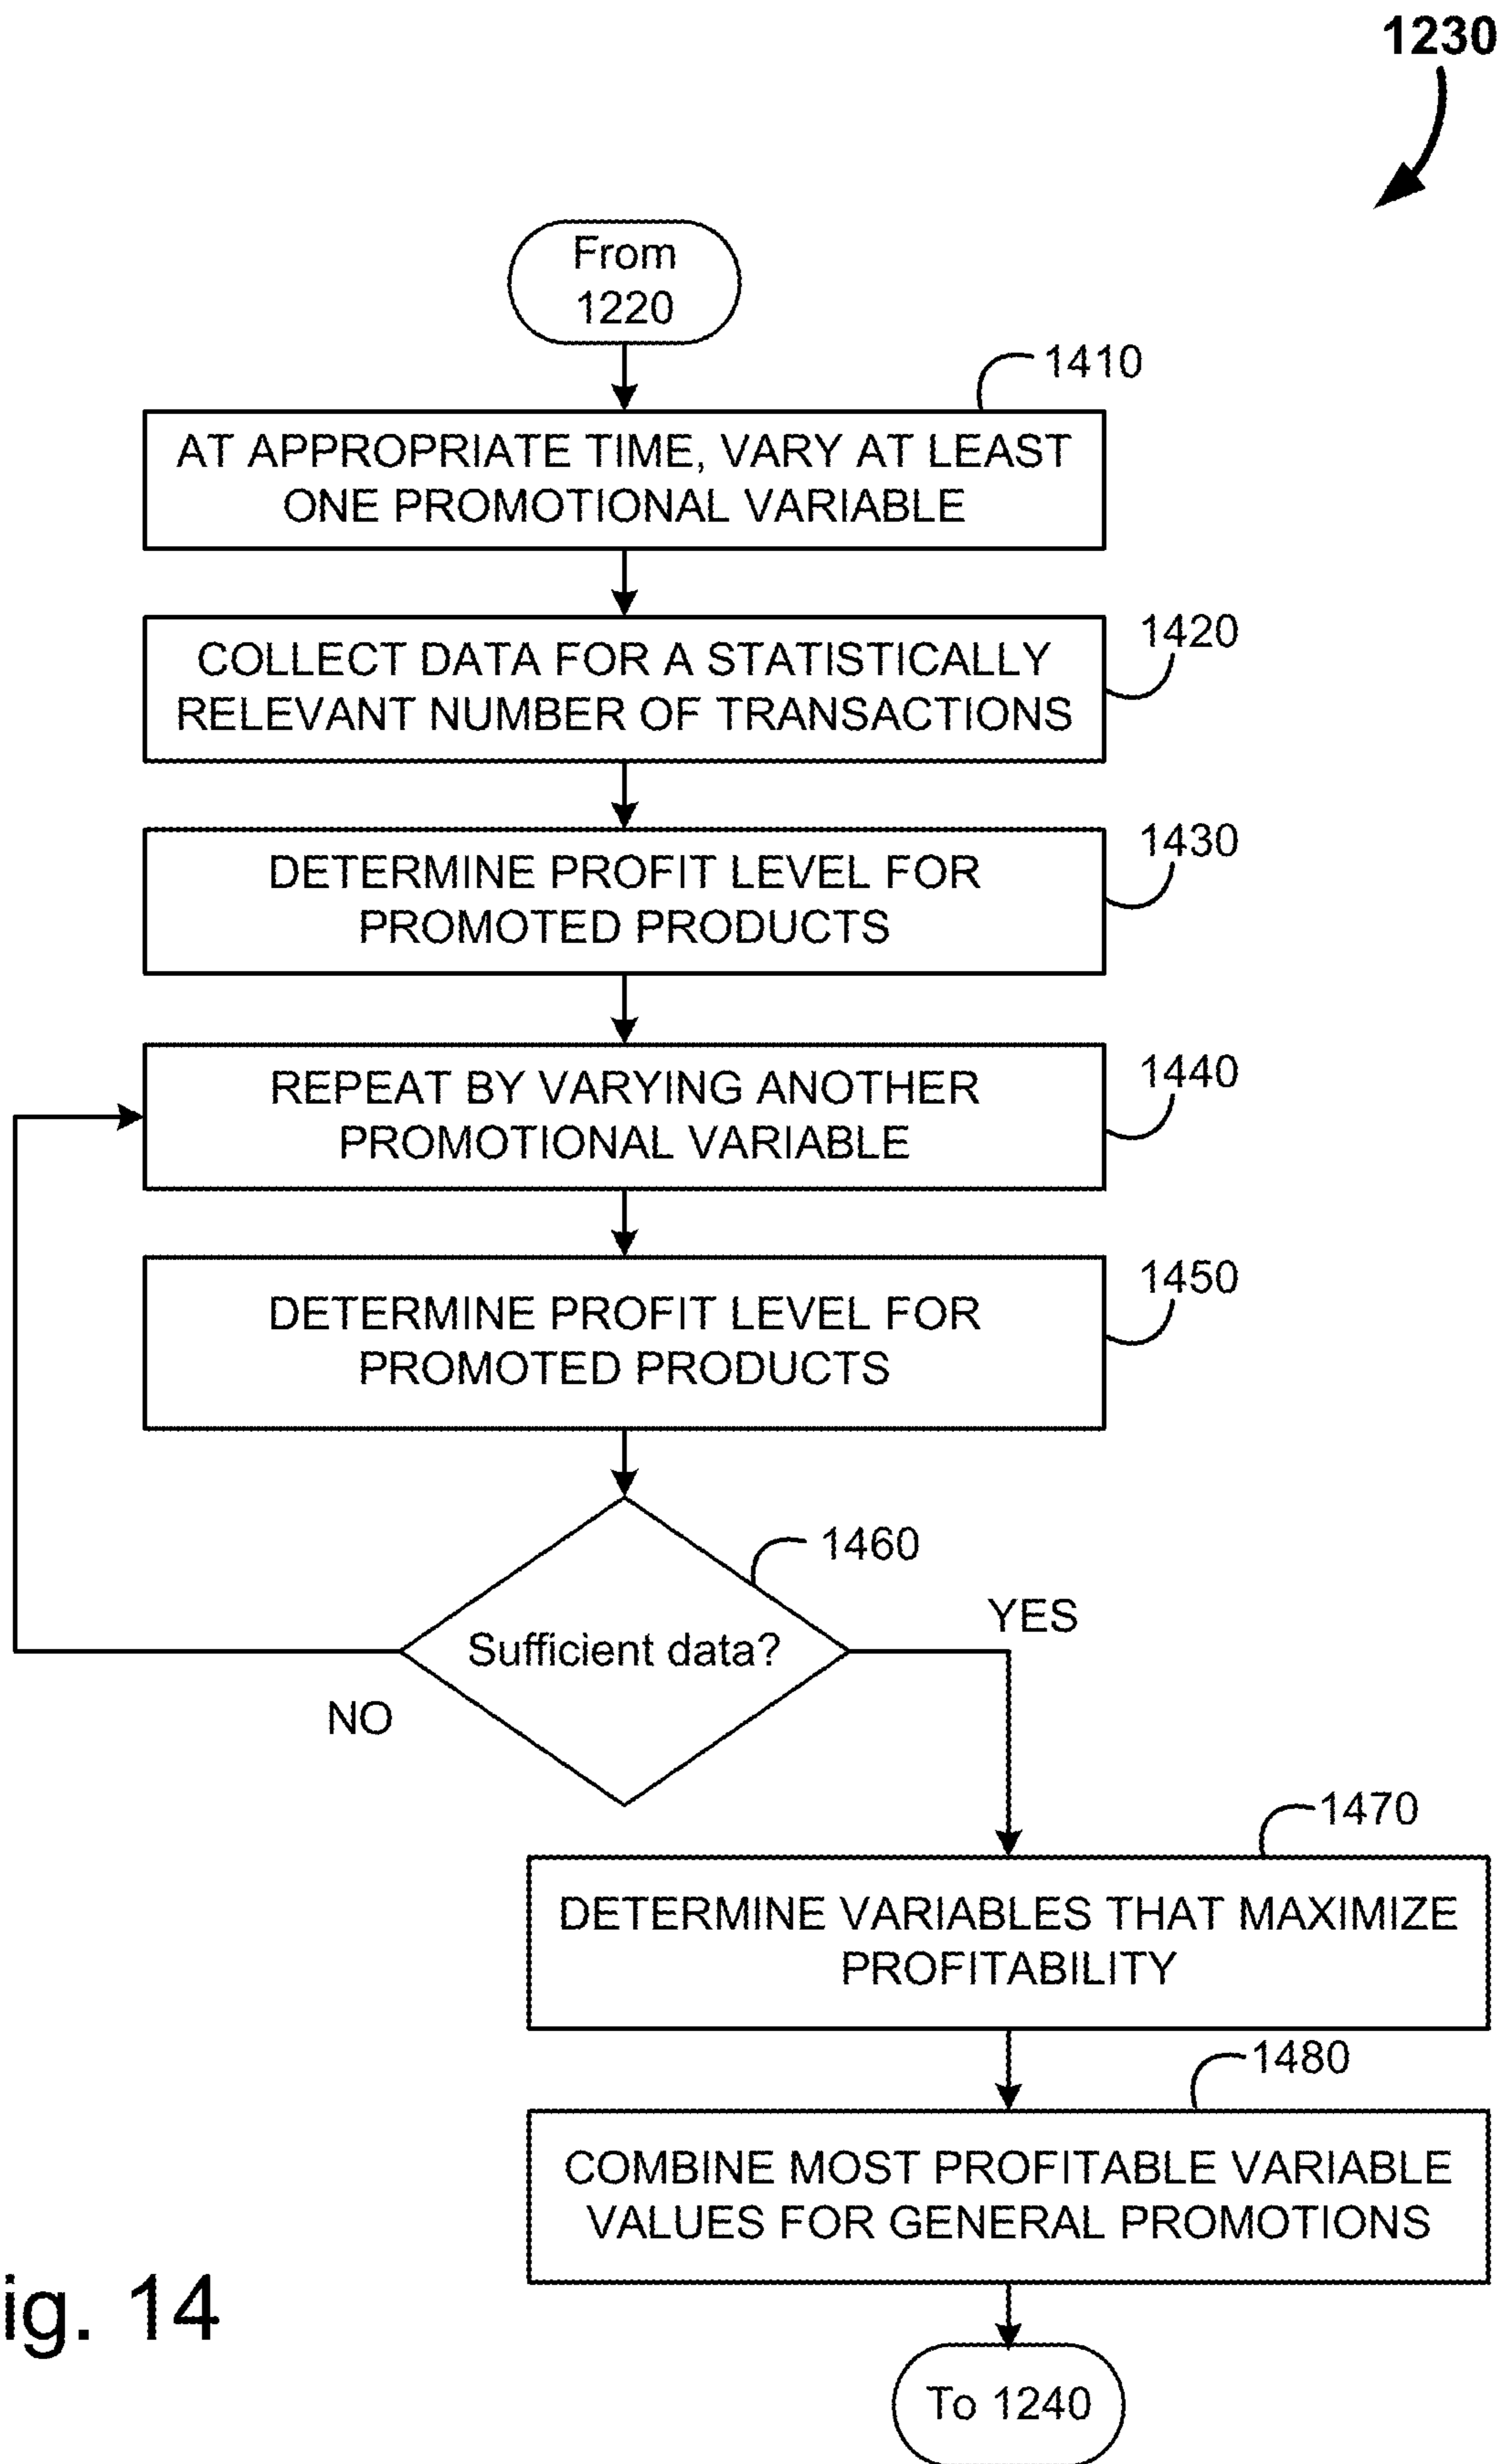 1230
From
1220
1410
AT APPROPRIATE TIME, VARY AT LEAST
ONE PROMOTIONAL VARIABLE
1420
COLLECT DATA FOR A STATISTICALLY
RELEVANT NUMBER OF TRANSACTIONS
1430
DETERMINE PROFIT LEVEL FOR
PROMOTED PRODUCTS
1440
REPEAT BY VARYING ANOTHER
PROMOTIONAL VARIABLE
1450
DETERMINE PROFIT LEVEL FOR
PROMOTED PRODUCTS
1460
Sufficient data?
YES
NO
1470
DETERMINE VARIABLES THAT MAXIMIZE
PROFITABILITY
1480
COMBINE MOST PROFITABLE VARIABLE
VALUES FOR GENERAL PROMOTIONS
ig. 14
To 1240